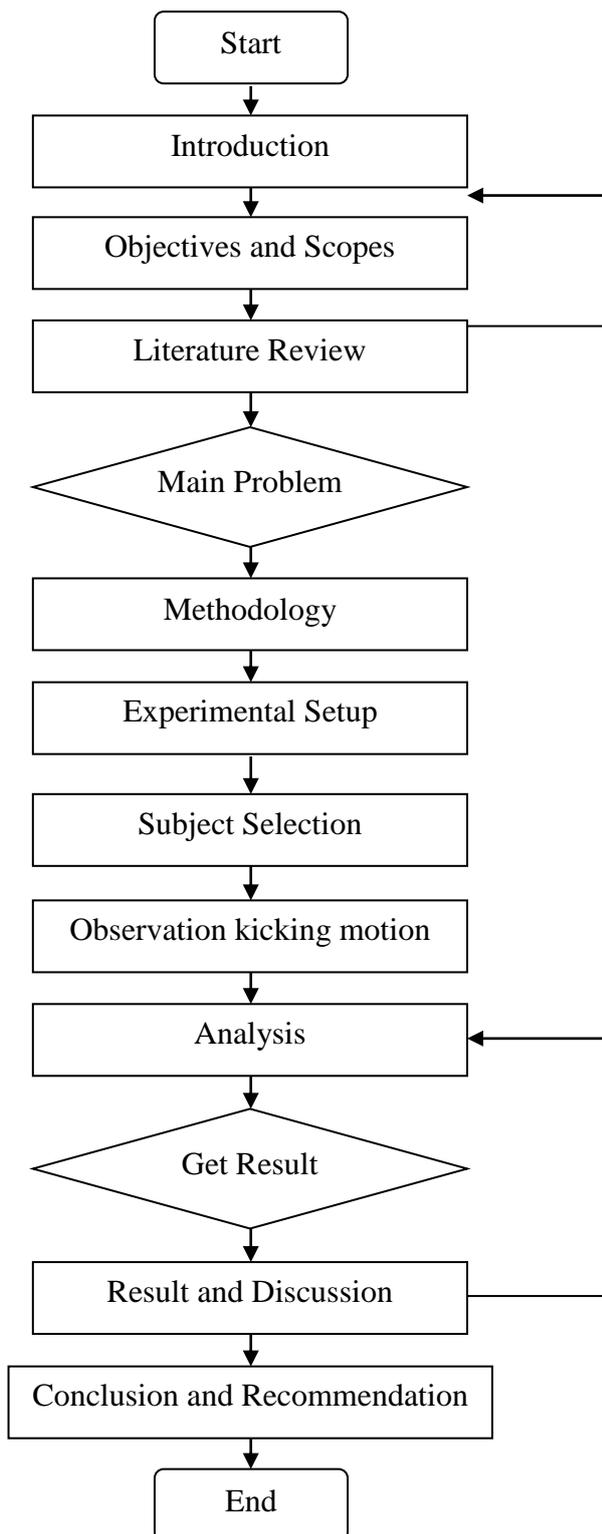 Start
Introduction
Objectives and Scopes
Literature Review
Main Problem
Methodology
Experimental Setup
Subject Selection
Observation kicking motion
Analysis
Get Result
Result and Discussion
Conclusion and Recommendation
End